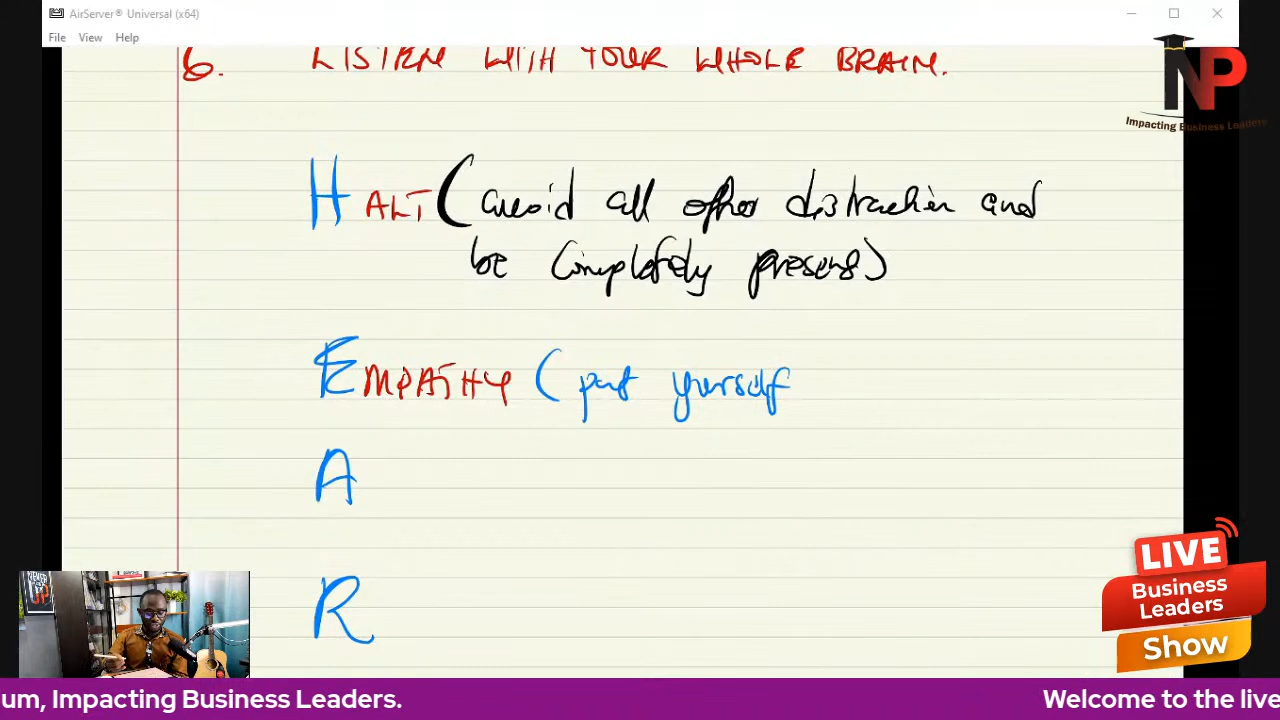 AirServer® Universal (x64)
File View Help
6. LISTEN WITH YOUR WHOLE BRAIN.
NP
Impacting Business Leaders
HALT (avoid all other distraction and
be completely present)
EMPATHY (put yourself
A
R
LIVE
Business
Leaders
Show
um, Impacting Business Leaders. Welcome to the live